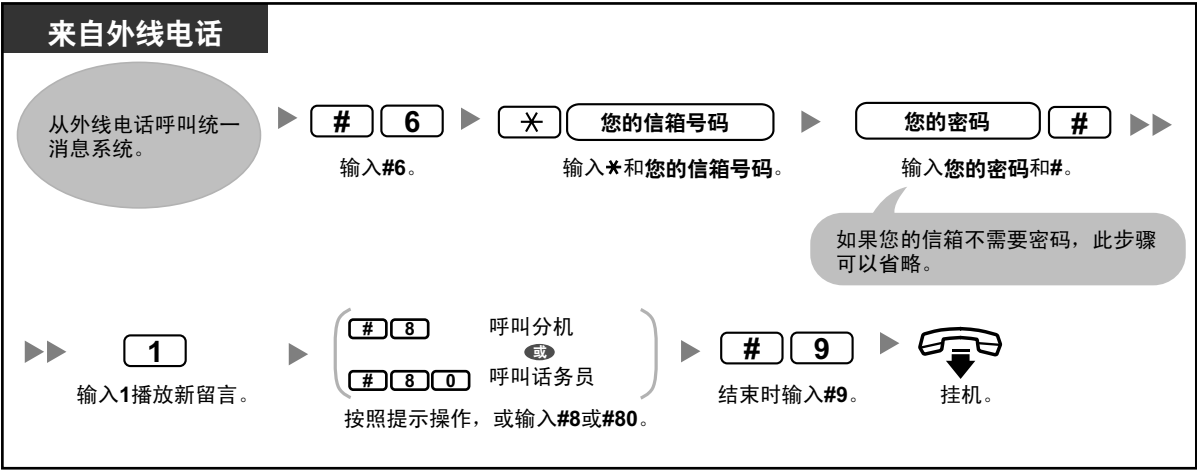 来自外线电话
从外线电话呼叫统一
消息系统。
# 6
输入#6。
* 您的信箱号码
输入*和您的信箱号码。
您的密码 #
输入您的密码和#。
如果您的信箱不需要密码，此步骤
可以省略。
1
输入1播放新留言。
# 8 呼叫分机
或
# 8 0 呼叫话务员
按照提示操作，或输入#8或#80。
# 9
结束时输入#9。
挂机。